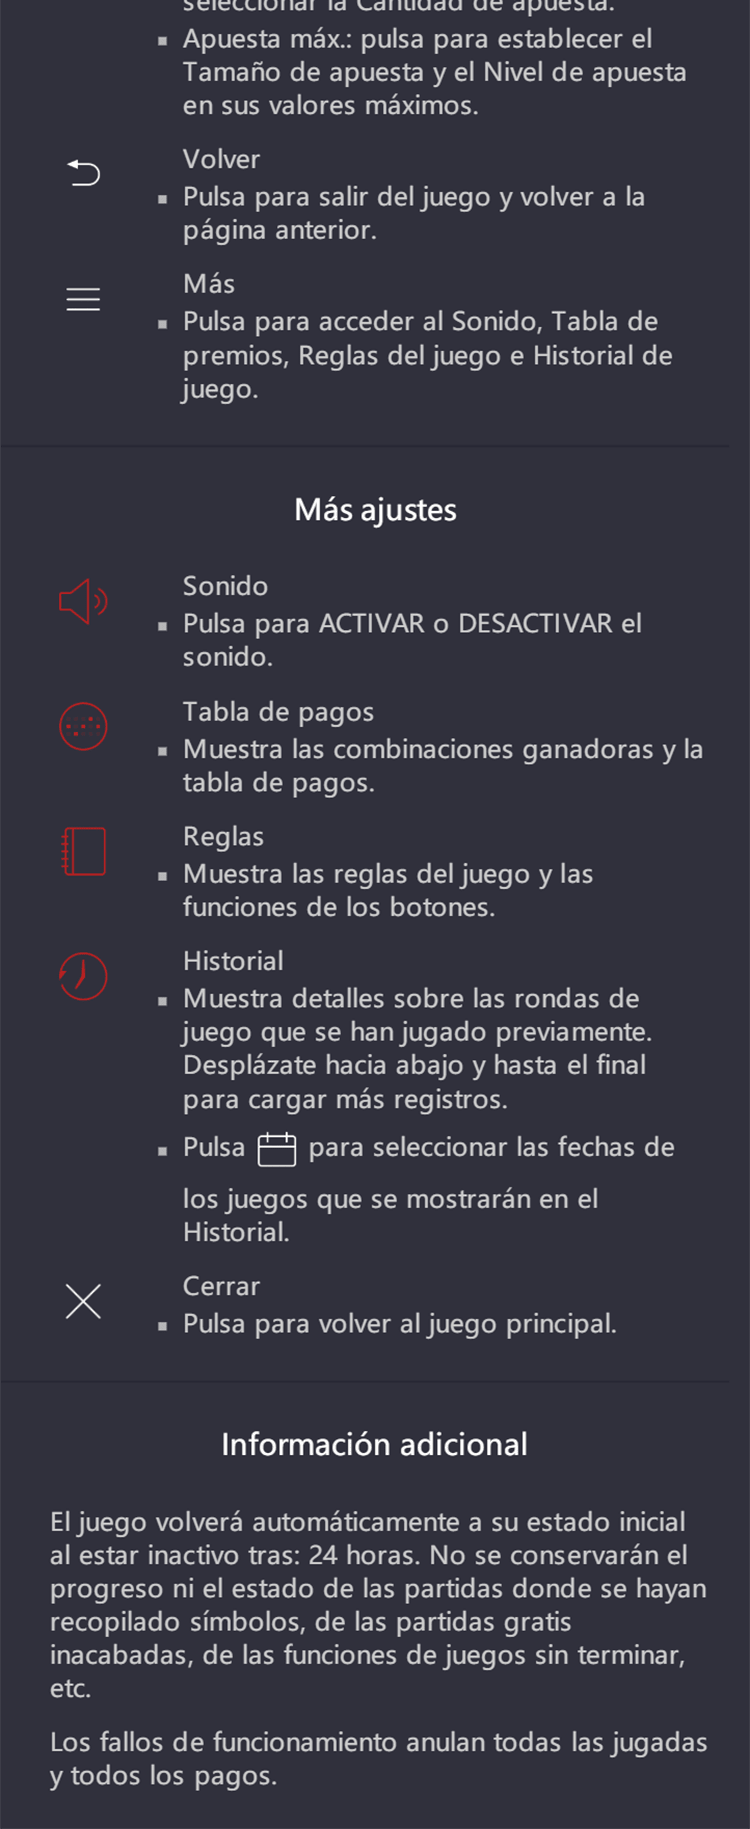 seleccionar la Cantidad de apuesta.
▪ Apuesta máx.: pulsa para establecer el
Tamaño de apuesta y el Nivel de apuesta
en sus valores máximos.
Volver
▪ Pulsa para salir del juego y volver a la
página anterior.
Más
▪ Pulsa para acceder al Sonido, Tabla de
premios, Reglas del juego e Historial de
juego.
Más ajustes
Sonido
▪ Pulsa para ACTIVAR o DESACTIVAR el
sonido.
Tabla de pagos
▪ Muestra las combinaciones ganadoras y la
tabla de pagos.
Reglas
▪ Muestra las reglas del juego y las
funciones de los botones.
Historial
▪ Muestra detalles sobre las rondas de
juego que se han jugado previamente.
Desplázate hacia abajo y hasta el final
para cargar más registros.
▪ Pulsa para seleccionar las fechas de
los juegos que se mostrarán en el
Historial.
Cerrar
▪ Pulsa para volver al juego principal.
Información adicional
El juego volverá automáticamente a su estado inicial
al estar inactivo tras: 24 horas. No se conservarán el
progreso ni el estado de las partidas donde se hayan
recopilado símbolos, de las partidas gratis
inacabadas, de las funciones de juegos sin terminar,
etc.
Los fallos de funcionamiento anulan todas las jugadas
y todos los pagos.